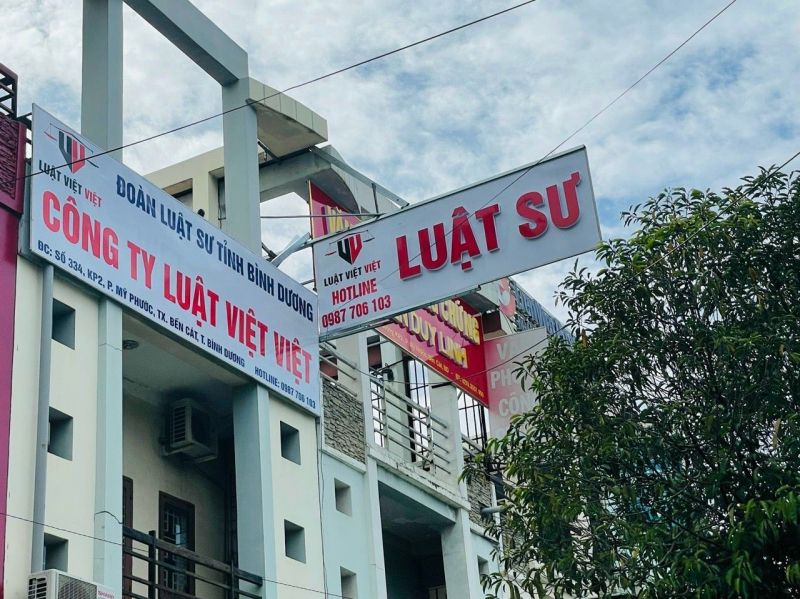 LUẬT VIỆT VIỆT
ĐOÀN LUẬT SƯ TỈNH BÌNH DƯƠNG
CÔNG TY LUẬT VIỆT VIỆT
ĐC: SỐ 334, KP2, P. MỸ PHƯỚC, TX. BẾN CÁT, T. BÌNH DƯƠNG
HOTLINE: 0987 706 103
LUẬT VIỆT VIỆT
HOTLINE
0987 706 103
LUẬT SƯ
CHỨNG
DUY LINH
PH
CÔN